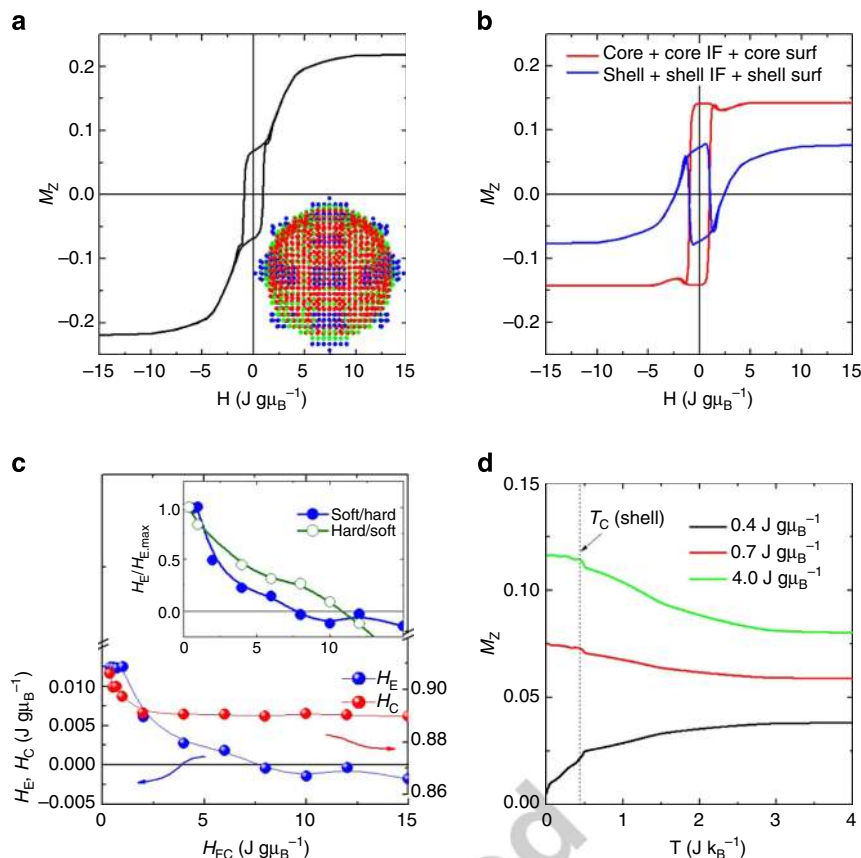 a
0.2
0.1
0.0
−0.1
−0.2
M_Z
−15 −10 −5 0 5 10 15
H (J gμ_B^−1)
b
Core + core IF + core surf
Shell + shell IF + shell surf
0.2
0.1
0.0
−0.1
−0.2
M_Z
−15 −10 −5 0 5 10 15
H (J gμ_B^−1)
c
1.0
0.5
0.0
H_E/H_E.max
0 5 10
Soft/hard
Hard/soft
0.010
0.005
0.000
−0.005
H_E, H_C (J gμ_B^−1)
H_E
H_C
0.90
0.88
0.86
0 5 10 15
H_FC (J gμ_B^−1)
d
0.15
0.10
0.05
0.00
M_Z
T_C (shell)
0.4 J gμ_B^−1
0.7 J gμ_B^−1
4.0 J gμ_B^−1
0 1 2 3 4
T (J k_B^−1)